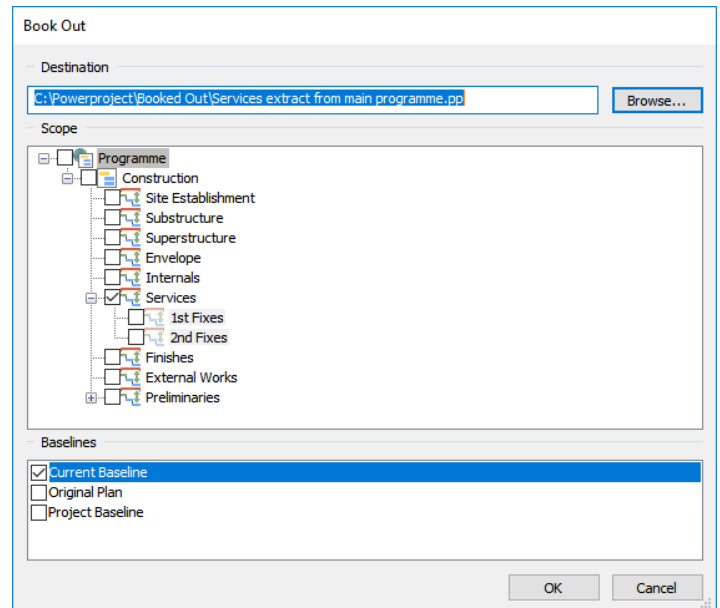 Book Out
Destination
C:\Powerproject\Booked Out\Services extract from main programme.pp
Browse...
Scope
Programme
Construction
Site Establishment
Substructure
Superstructure
Envelope
Internals
Services
1st Fixes
2nd Fixes
Finishes
External Works
Preliminaries
Baselines
Current Baseline
Original Plan
Project Baseline
OK Cancel